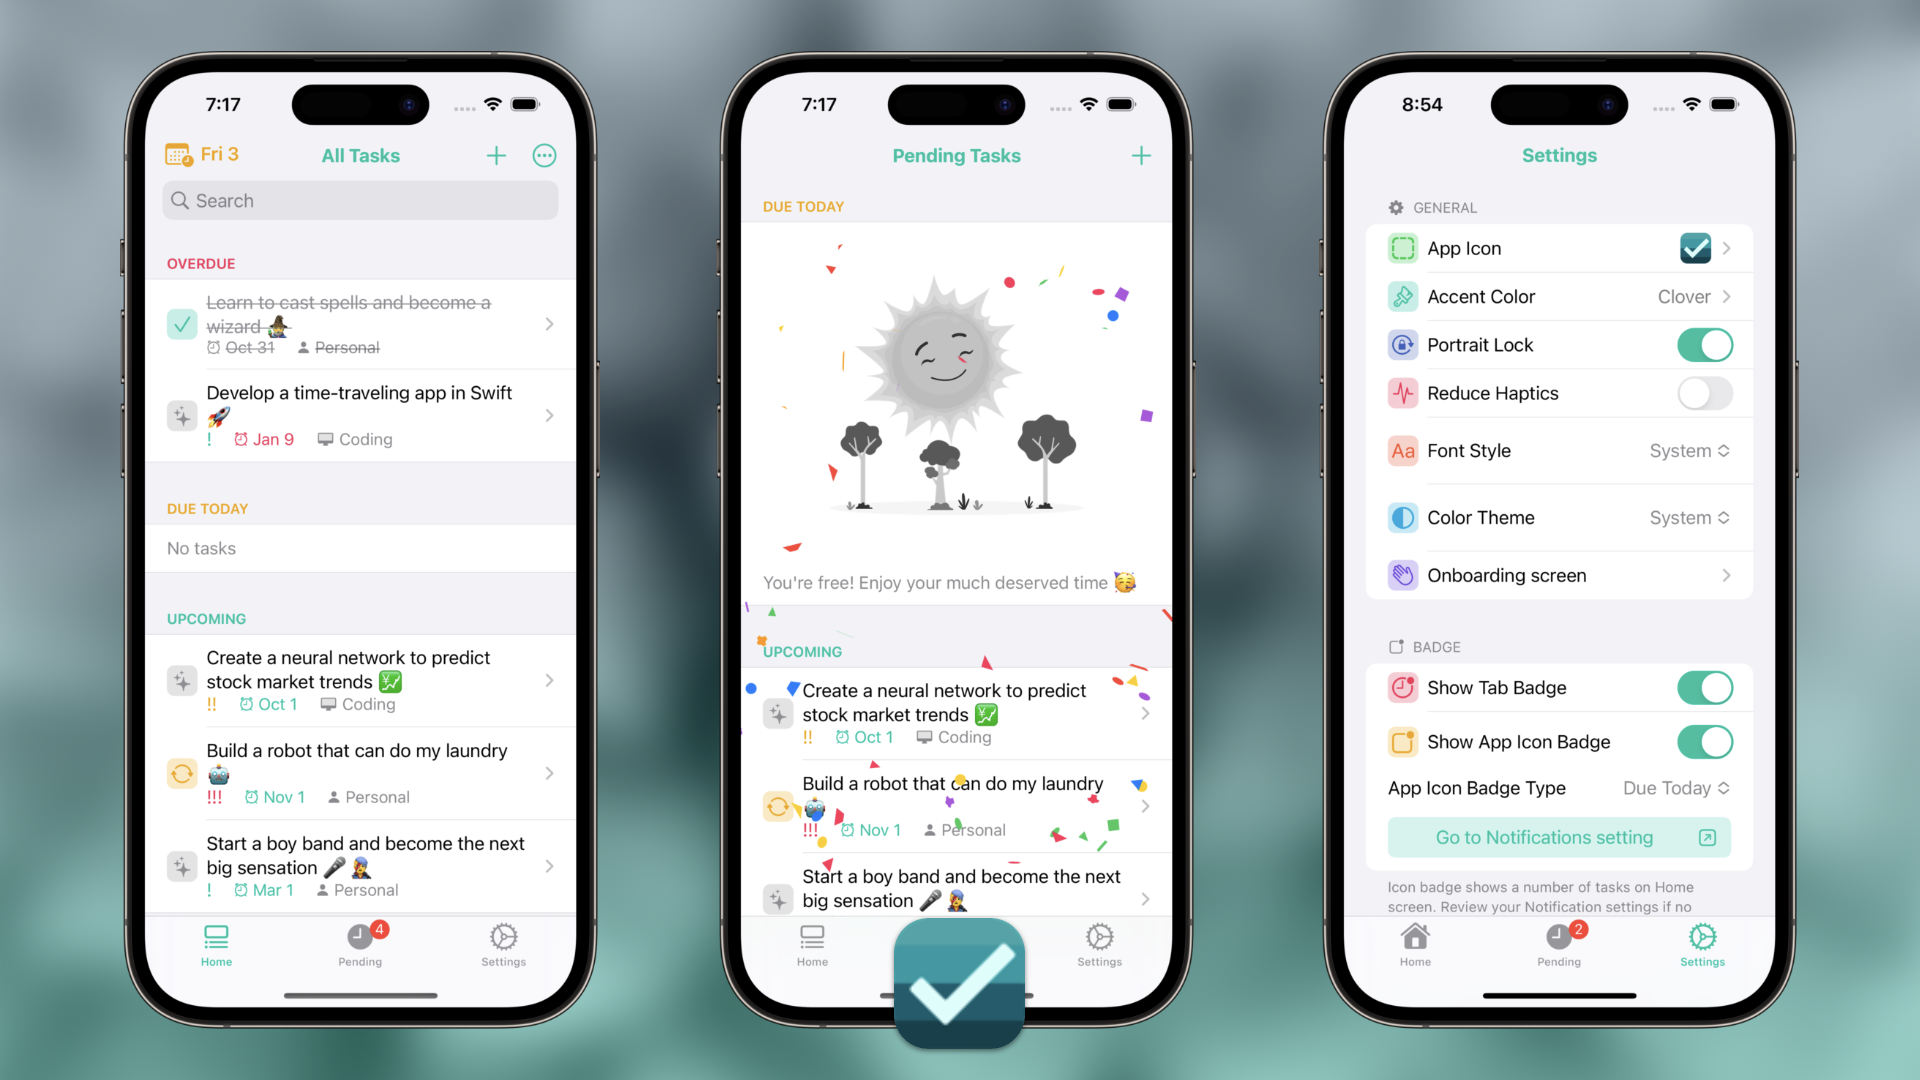 7:17
Fri 3
All Tasks
Search
OVERDUE
Learn to cast spells and become a
wizard 🧙‍♀️
Oct 31 Personal
Develop a time-traveling app in Swift
🚀
! Jan 9 Coding
DUE TODAY
No tasks
UPCOMING
Create a neural network to predict
stock market trends 💹
!! Oct 1 Coding
Build a robot that can do my laundry
🤖
!!! Nov 1 Personal
Start a boy band and become the next
big sensation 🎤 👩‍🎤
! Mar 1 Personal
4
Home Pending Settings
7:17
Pending Tasks
DUE TODAY
You're free! Enjoy your much deserved time 🥳
UPCOMING
Create a neural network to predict
stock market trends 💹
!! Oct 1 Coding
Build a robot that can do my laundry
🤖
!!! Nov 1 Personal
Start a boy band and become the next
big sensation 🎤 👩‍🎤
Home Settings
8:54
Settings
GENERAL
App Icon
Accent Color Clover
Portrait Lock
Reduce Haptics
Aa Font Style System
Color Theme System
Onboarding screen
BADGE
Show Tab Badge
Show App Icon Badge
App Icon Badge Type Due Today
Go to Notifications setting
Icon badge shows a number of tasks on Home
screen. Review your Notification settings if no
2
Home Pending Settings